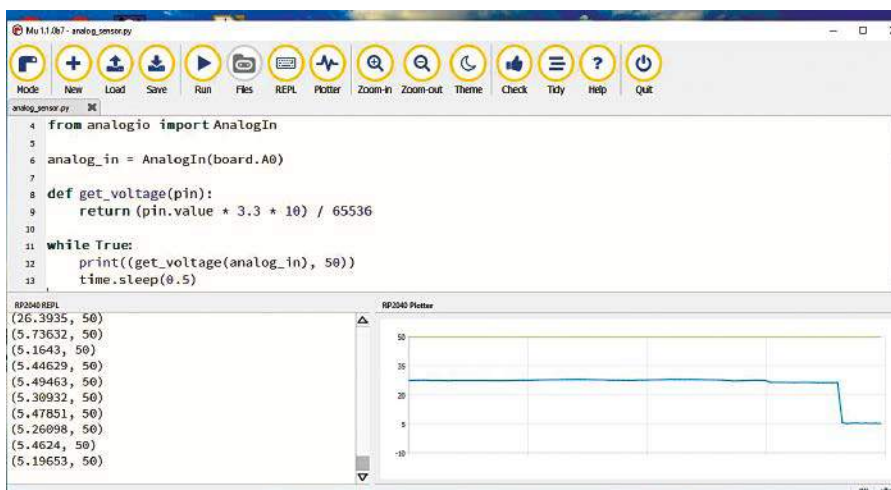 Mu 1.1.0b7 - analog_sensor.py
Mode New Load Save Run Files REPL Plotter Zoom-in Zoom-out Theme Check Tidy Help Quit
analog_sensor.py
4 from analogio import AnalogIn
5
6 analog_in = AnalogIn(board.A0)
7
8 def get_voltage(pin):
9 return (pin.value * 3.3 * 10) / 65536
10
11 while True:
12 print((get_voltage(analog_in), 50))
13 time.sleep(0.5)
RP2040 REPL
(26.3935, 50)
(5.73632, 50)
(5.1643, 50)
(5.44629, 50)
(5.49463, 50)
(5.30932, 50)
(5.47851, 50)
(5.26098, 50)
(5.4624, 50)
(5.19653, 50)
RP2040 Plotter
50
35
20
5
-10